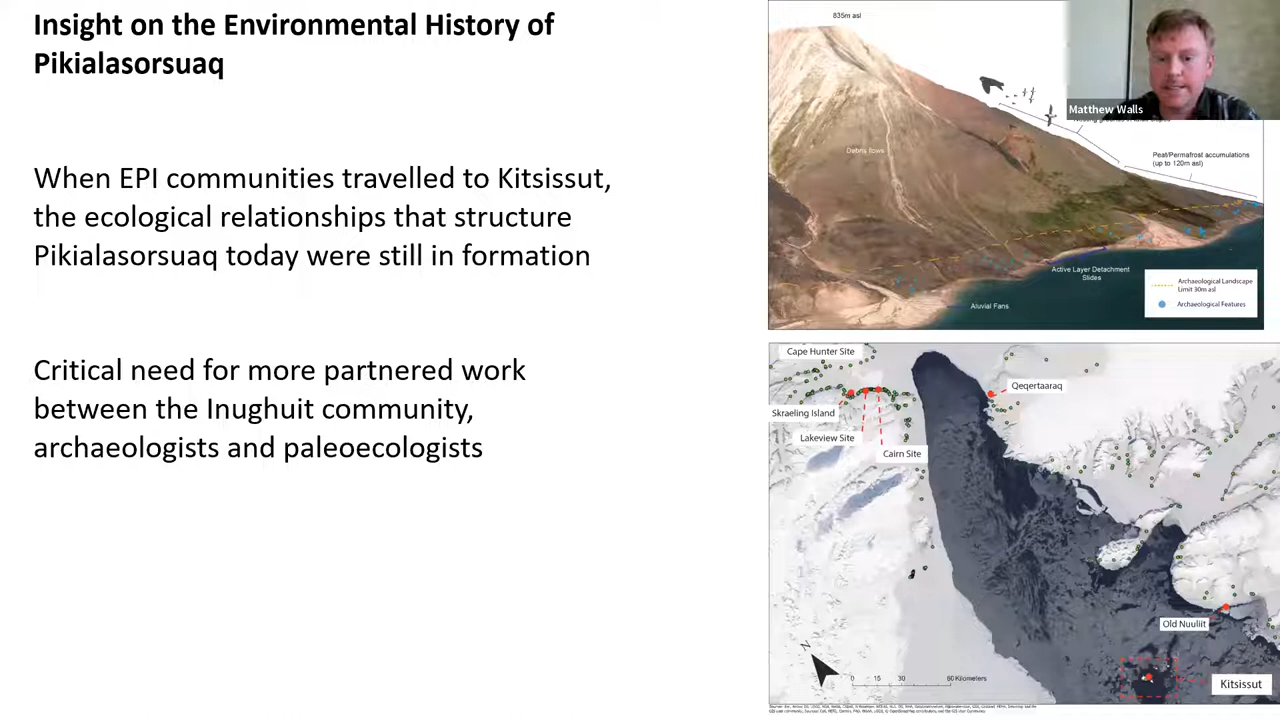 Insight on the Environmental History of
Pikialasorsuaq
When EPI communities travelled to Kitsissut,
the ecological relationships that structure
Pikialasorsuaq today were still in formation
Critical need for more partnered work
between the Inughuit community,
archaeologists and paleoecologists
835m asl
Matthew Walls
Peat/Permafrost accumulations
(up to 120m asl)
Debris flows
Active Layer Detachment
Slides
Aluvial Fans
Archaeological Landscape
Limit 30m asl
Archaeological Features
Cape Hunter Site
Qeqertaaraq
Skraeling Island
Lakeview Site
Cairn Site
Old Nuuliit
Kitsissut
N
0 15 30 60 Kilometers